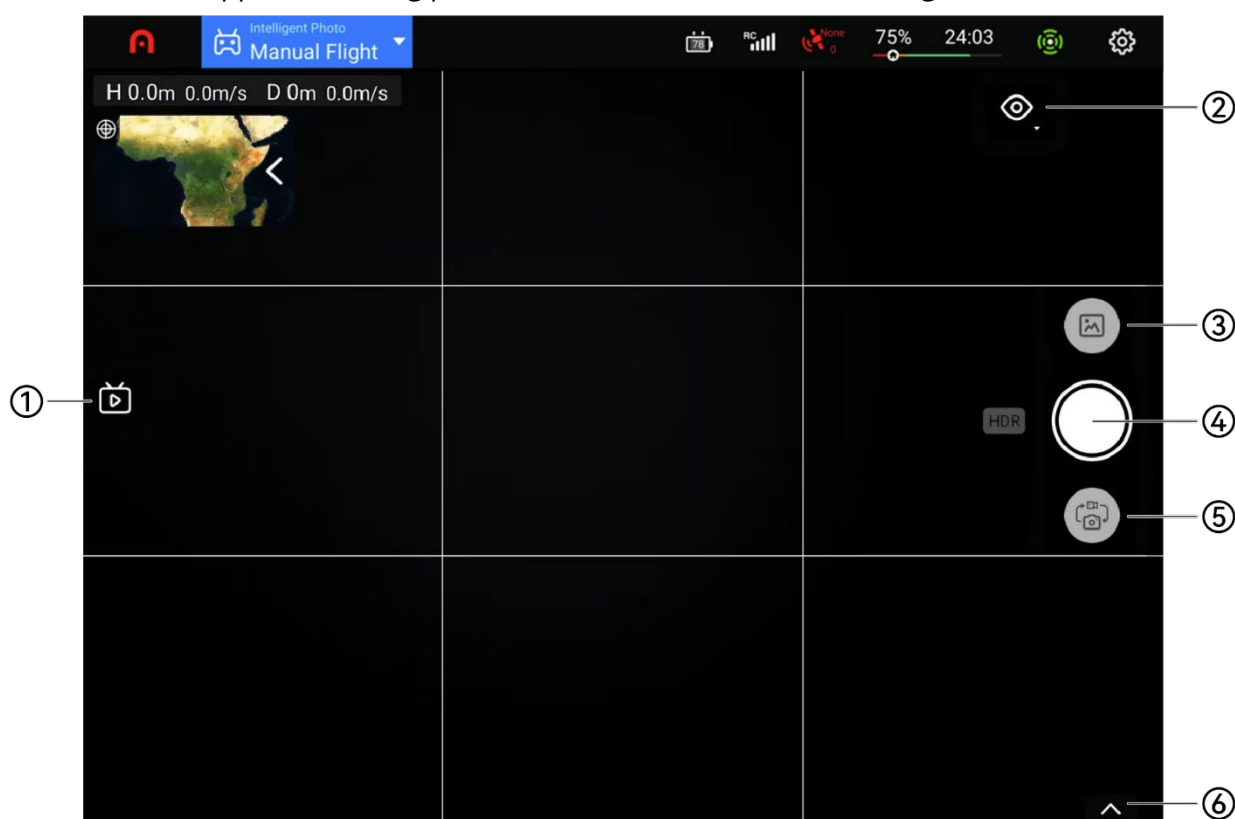 Intelligent Photo
Manual Flight
78
RC
None
0
75%
24:03
H 0.0m 0.0m/s D 0m 0.0m/s
②
③
①
HDR
④
⑤
⑥